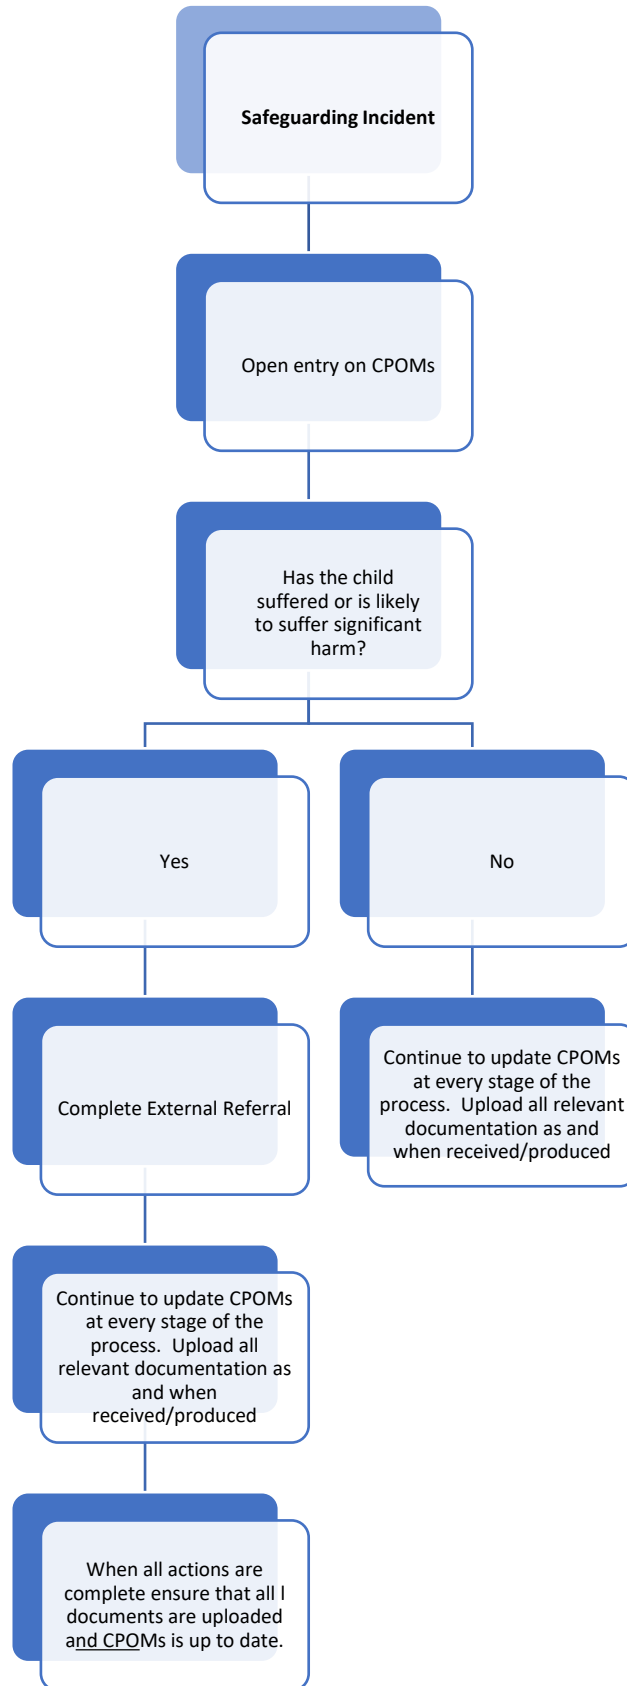 Safeguarding Incident
Open entry on CPOMs
Has the child
suffered or is likely
to suffer significant
harm?
Yes
No
Complete External Referral
Continue to update CPOMs
at every stage of the
process.  Upload all relevant
documentation as and
when received/produced
Continue to update CPOMs
at every stage of the
process.  Upload all
relevant documentation as
and when
received/produced
When all actions are
complete ensure that all l
documents are uploaded
and CPOMs is up to date.